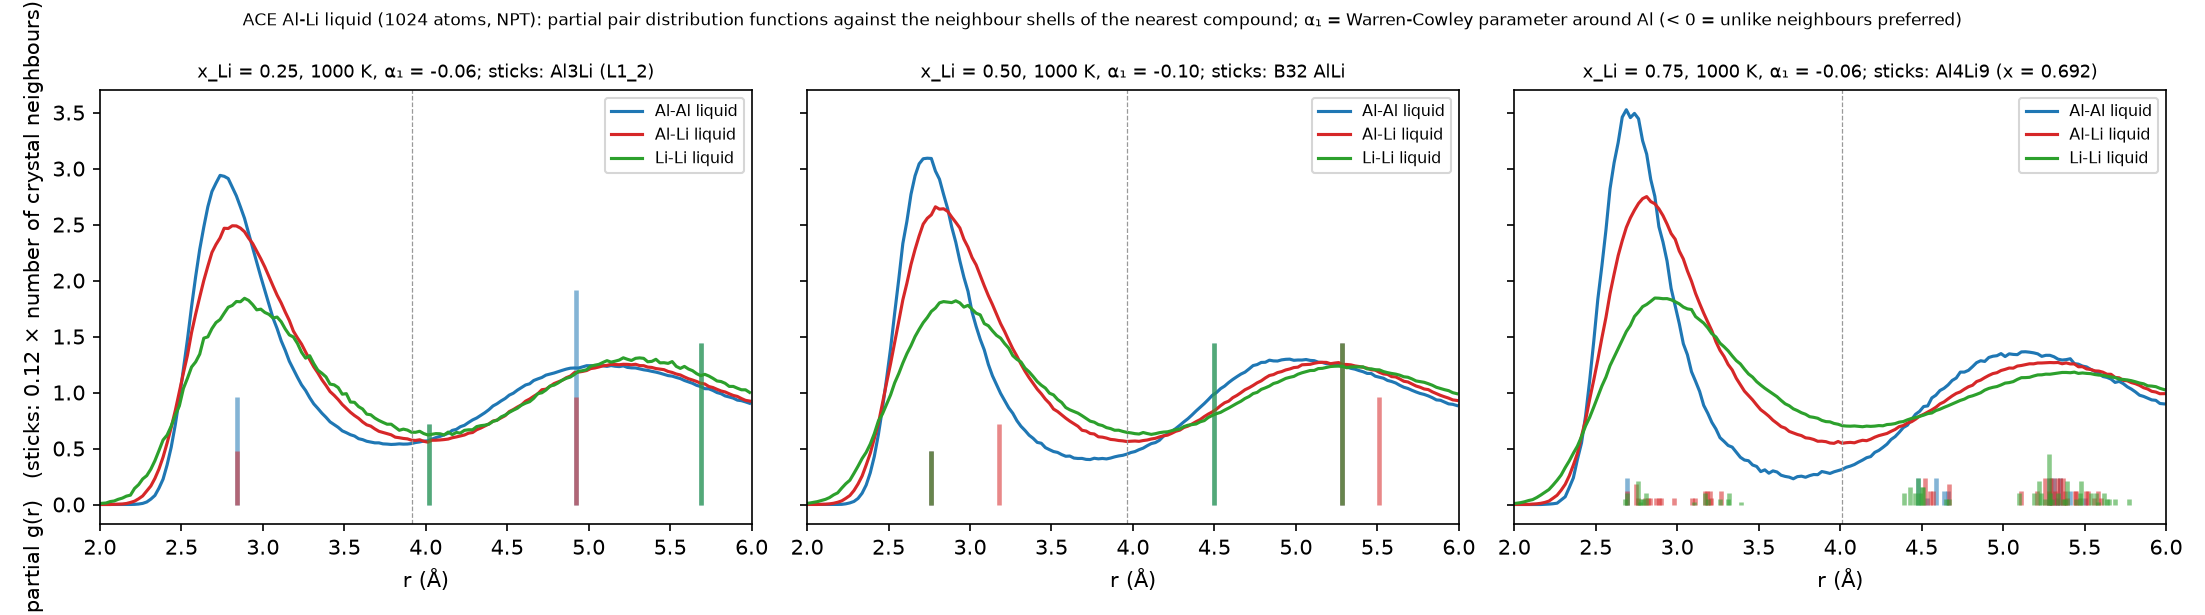 ACE Al-Li liquid (1024 atoms, NPT): partial pair distribution functions against the neighbour shells of the nearest compound; α₁ = Warren-Cowley parameter around Al (< 0 = unlike neighbours preferred)
x_Li = 0.25, 1000 K, α₁ = -0.06; sticks: Al3Li (L1_2)
x_Li = 0.50, 1000 K, α₁ = -0.10; sticks: B32 AlLi
x_Li = 0.75, 1000 K, α₁ = -0.06; sticks: Al4Li9 (x = 0.692)
partial g(r) (sticks: 0.12 × number of crystal neighbours)
3.5
3.0
2.5
2.0
1.5
1.0
0.5
0.0
Al-Al liquid
Al-Li liquid
Li-Li liquid
Al-Al liquid
Al-Li liquid
Li-Li liquid
Al-Al liquid
Al-Li liquid
Li-Li liquid
2.0 2.5 3.0 3.5 4.0 4.5 5.0 5.5 6.0
2.0 2.5 3.0 3.5 4.0 4.5 5.0 5.5 6.0
2.0 2.5 3.0 3.5 4.0 4.5 5.0 5.5 6.0
r (Å)
r (Å)
r (Å)